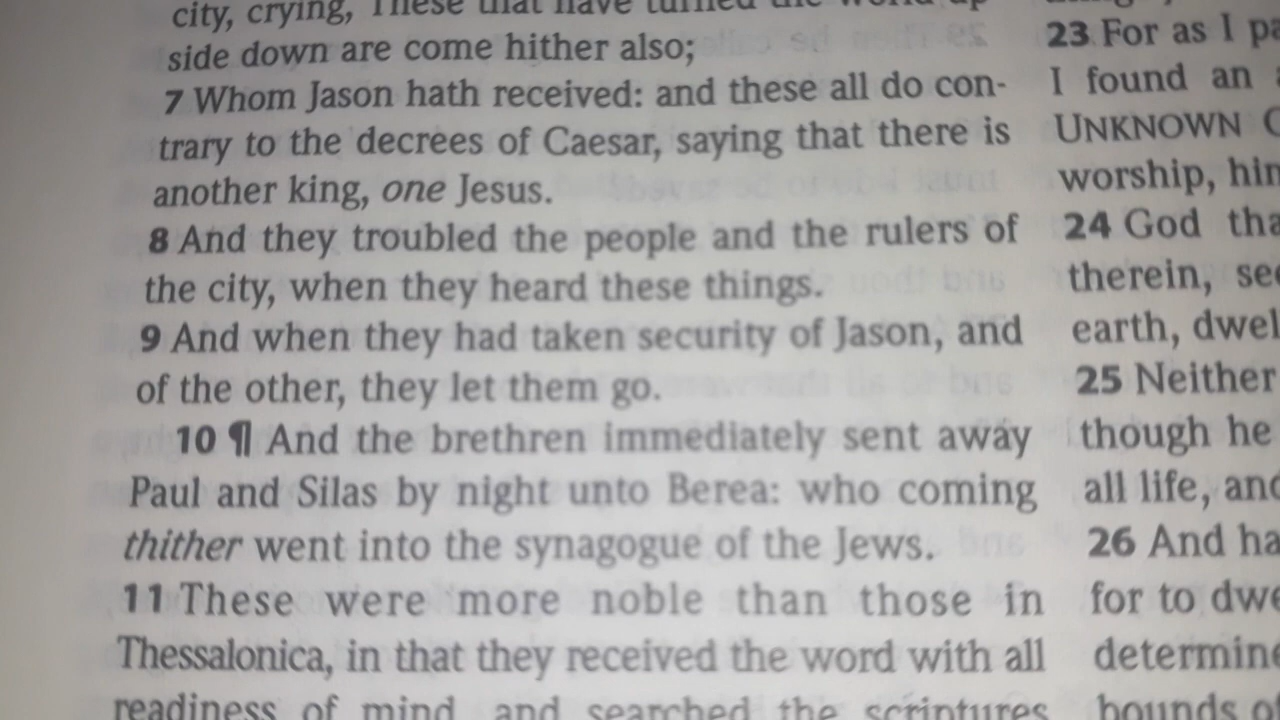 city, crying, These that have turned the world up
side down are come hither also;
7 Whom Jason hath received: and these all do con-
trary to the decrees of Caesar, saying that there is
another king, one Jesus.
8 And they troubled the people and the rulers of
the city, when they heard these things.
9 And when they had taken security of Jason, and
of the other, they let them go.
10 ¶ And the brethren immediately sent away
Paul and Silas by night unto Berea: who coming
thither went into the synagogue of the Jews.
11 These were more noble than those in
Thessalonica, in that they received the word with all
readiness of mind, and searched the scriptures
23 For as I pa
I found an
UNKNOWN
worship, him
24 God tha
therein, see
earth, dwel
25 Neither
though he
all life, and
26 And ha
for to dwe
determine
bounds of